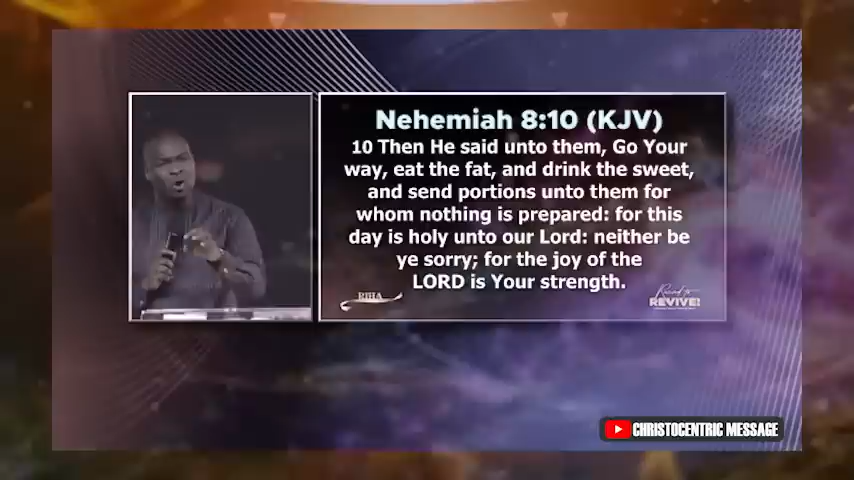 Nehemiah 8:10 (KJV)
10 Then He said unto them, Go Your
way, eat the fat, and drink the sweet,
and send portions unto them for
whom nothing is prepared: for this
day is holy unto our Lord: neither be
ye sorry; for the joy of the
LORD is Your strength.
REVIVE!
CHRISTOCENTRIC MESSAGE